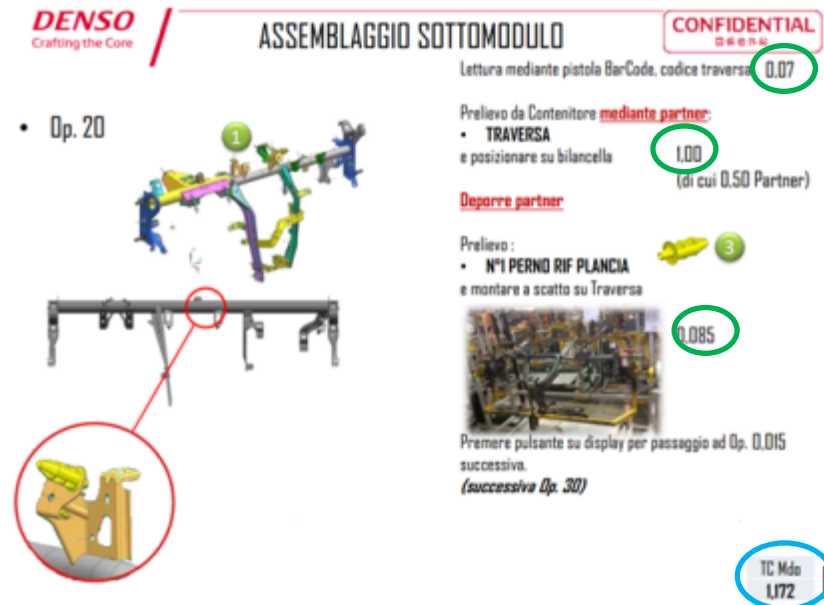 DENSO
Crafting the Core
ASSEMBLAGGIO SOTTOMODULO
CONFIDENTIAL
Lettura mediante pistola BarCode, codice traversa 0,07
• Op. 20
Prelievo da Contenitore mediante partner:
• TRAVERSA
e posizionare su bilancella 1,00
(di cui 0,50 Partner)
Deporre partner
1
Prelievo :
3
• N°1 PERNO RIF PLANCIA
e montare a scatto su Traversa
0,085
Premere pulsante su display per passaggio ad Op. 0,015
successiva.
(successiva Op. 30)
TC Mdo
1,172